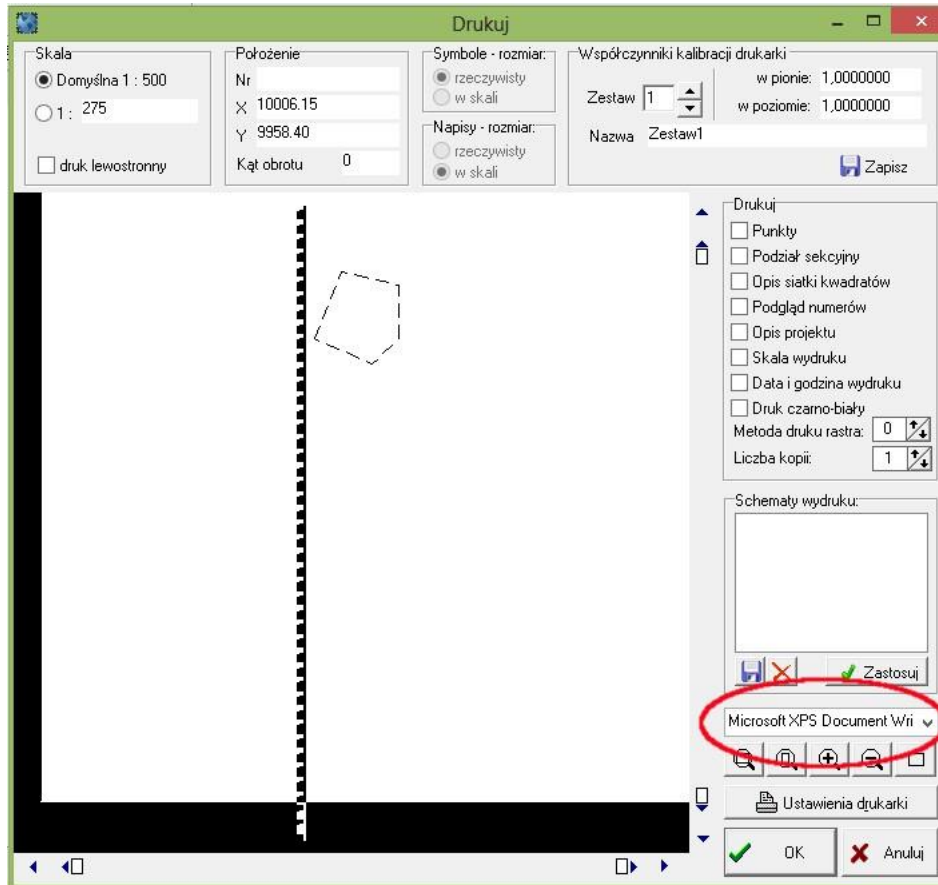 Drukuj
Skala
Domyślna 1 : 500
1 : 275
druk lewostronny
Położenie
Nr
X 10006.15
Y 9958.40
Kąt obrotu 0
Symbole - rozmiar:
rzeczywisty
w skali
Napisy - rozmiar:
rzeczywisty
w skali
Współczynniki kalibracji drukarki
Zestaw 1
w pionie: 1,0000000
w poziomie: 1,0000000
Nazwa Zestaw1
Zapisz
Drukuj
Punkty
Podział sekcyjny
Opis siatki kwadratów
Podgląd numerów
Opis projektu
Skala wydruku
Data i godzina wydruku
Druk czarno-biały
Metoda druku rastra: 0
Liczba kopii: 1
Schematy wydruku:
Zastosuj
Microsoft XPS Document Wri
Ustawienia drukarki
OK
Anuluj